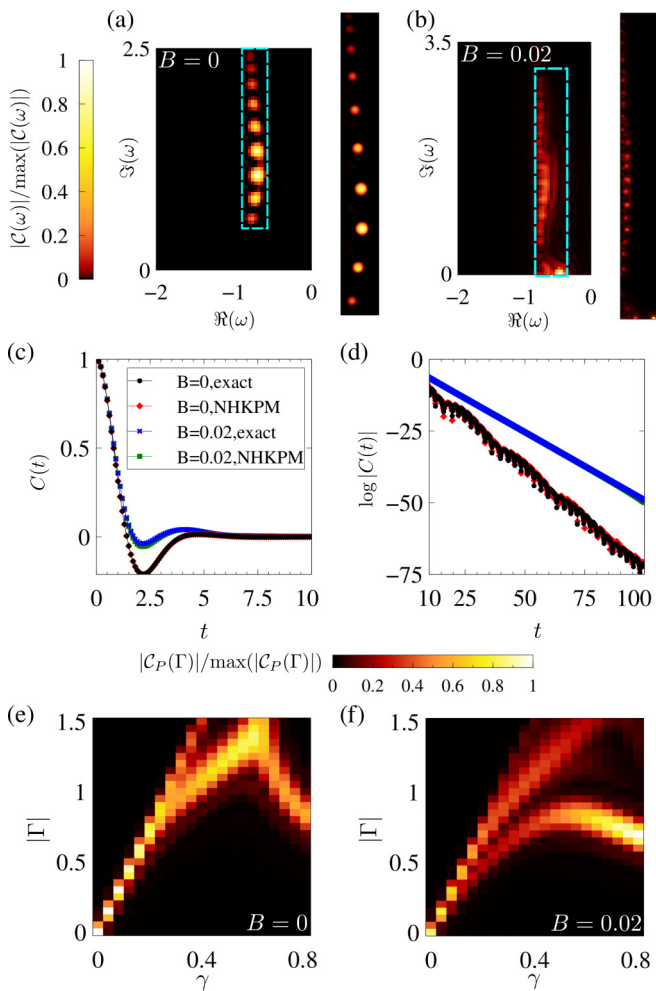 (a)
(b)
|𝒞(ω)|/max(|𝒞(ω)|)
1
0.8
0.6
0.4
0.2
0
2.5
B = 0
ℑ(ω)
0
−2
−1
0
ℜ(ω)
3.5
B = 0.02
ℑ(ω)
0
−2
−1
0
ℜ(ω)
(c)
1
0.5
0
C(t)
B=0,exact
B=0,NHKPM
B=0.02,exact
B=0.02,NHKPM
0 2.5 5 7.5 10
t
(d)
0
−25
−50
−75
log|C(t)|
10 25 50 75 100
t
|𝒞_P(Γ)|/max(|𝒞_P(Γ)|)
0 0.2 0.4 0.6 0.8 1
(e)
1.5
1
0.5
0
|Γ|
B = 0
0 0.4 0.8
γ
(f)
1.5
1
0.5
0
|Γ|
B = 0.02
0 0.4 0.8
γ